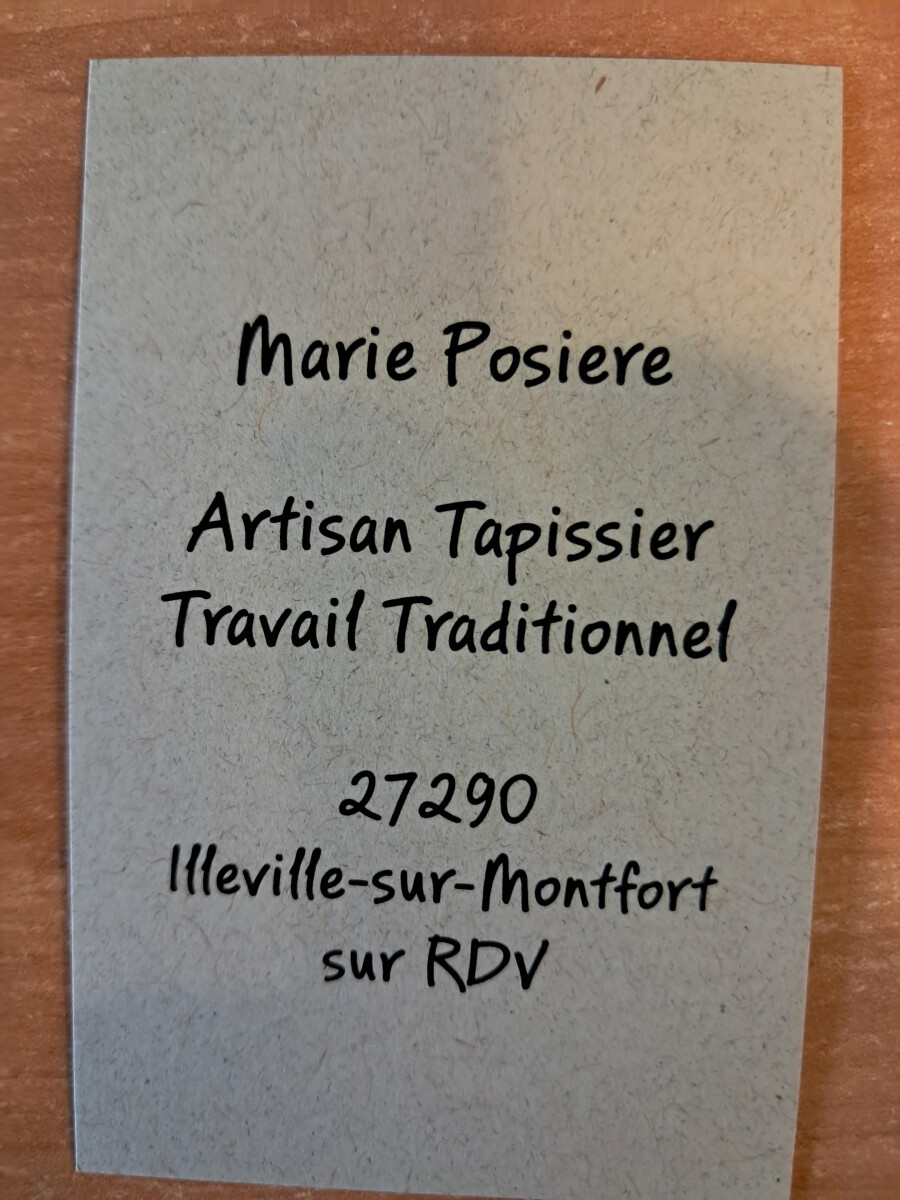 Marie Posiere
Artisan Tapissier
Travail Traditionnel
27290
Illeville-sur-Montfort
sur RDV